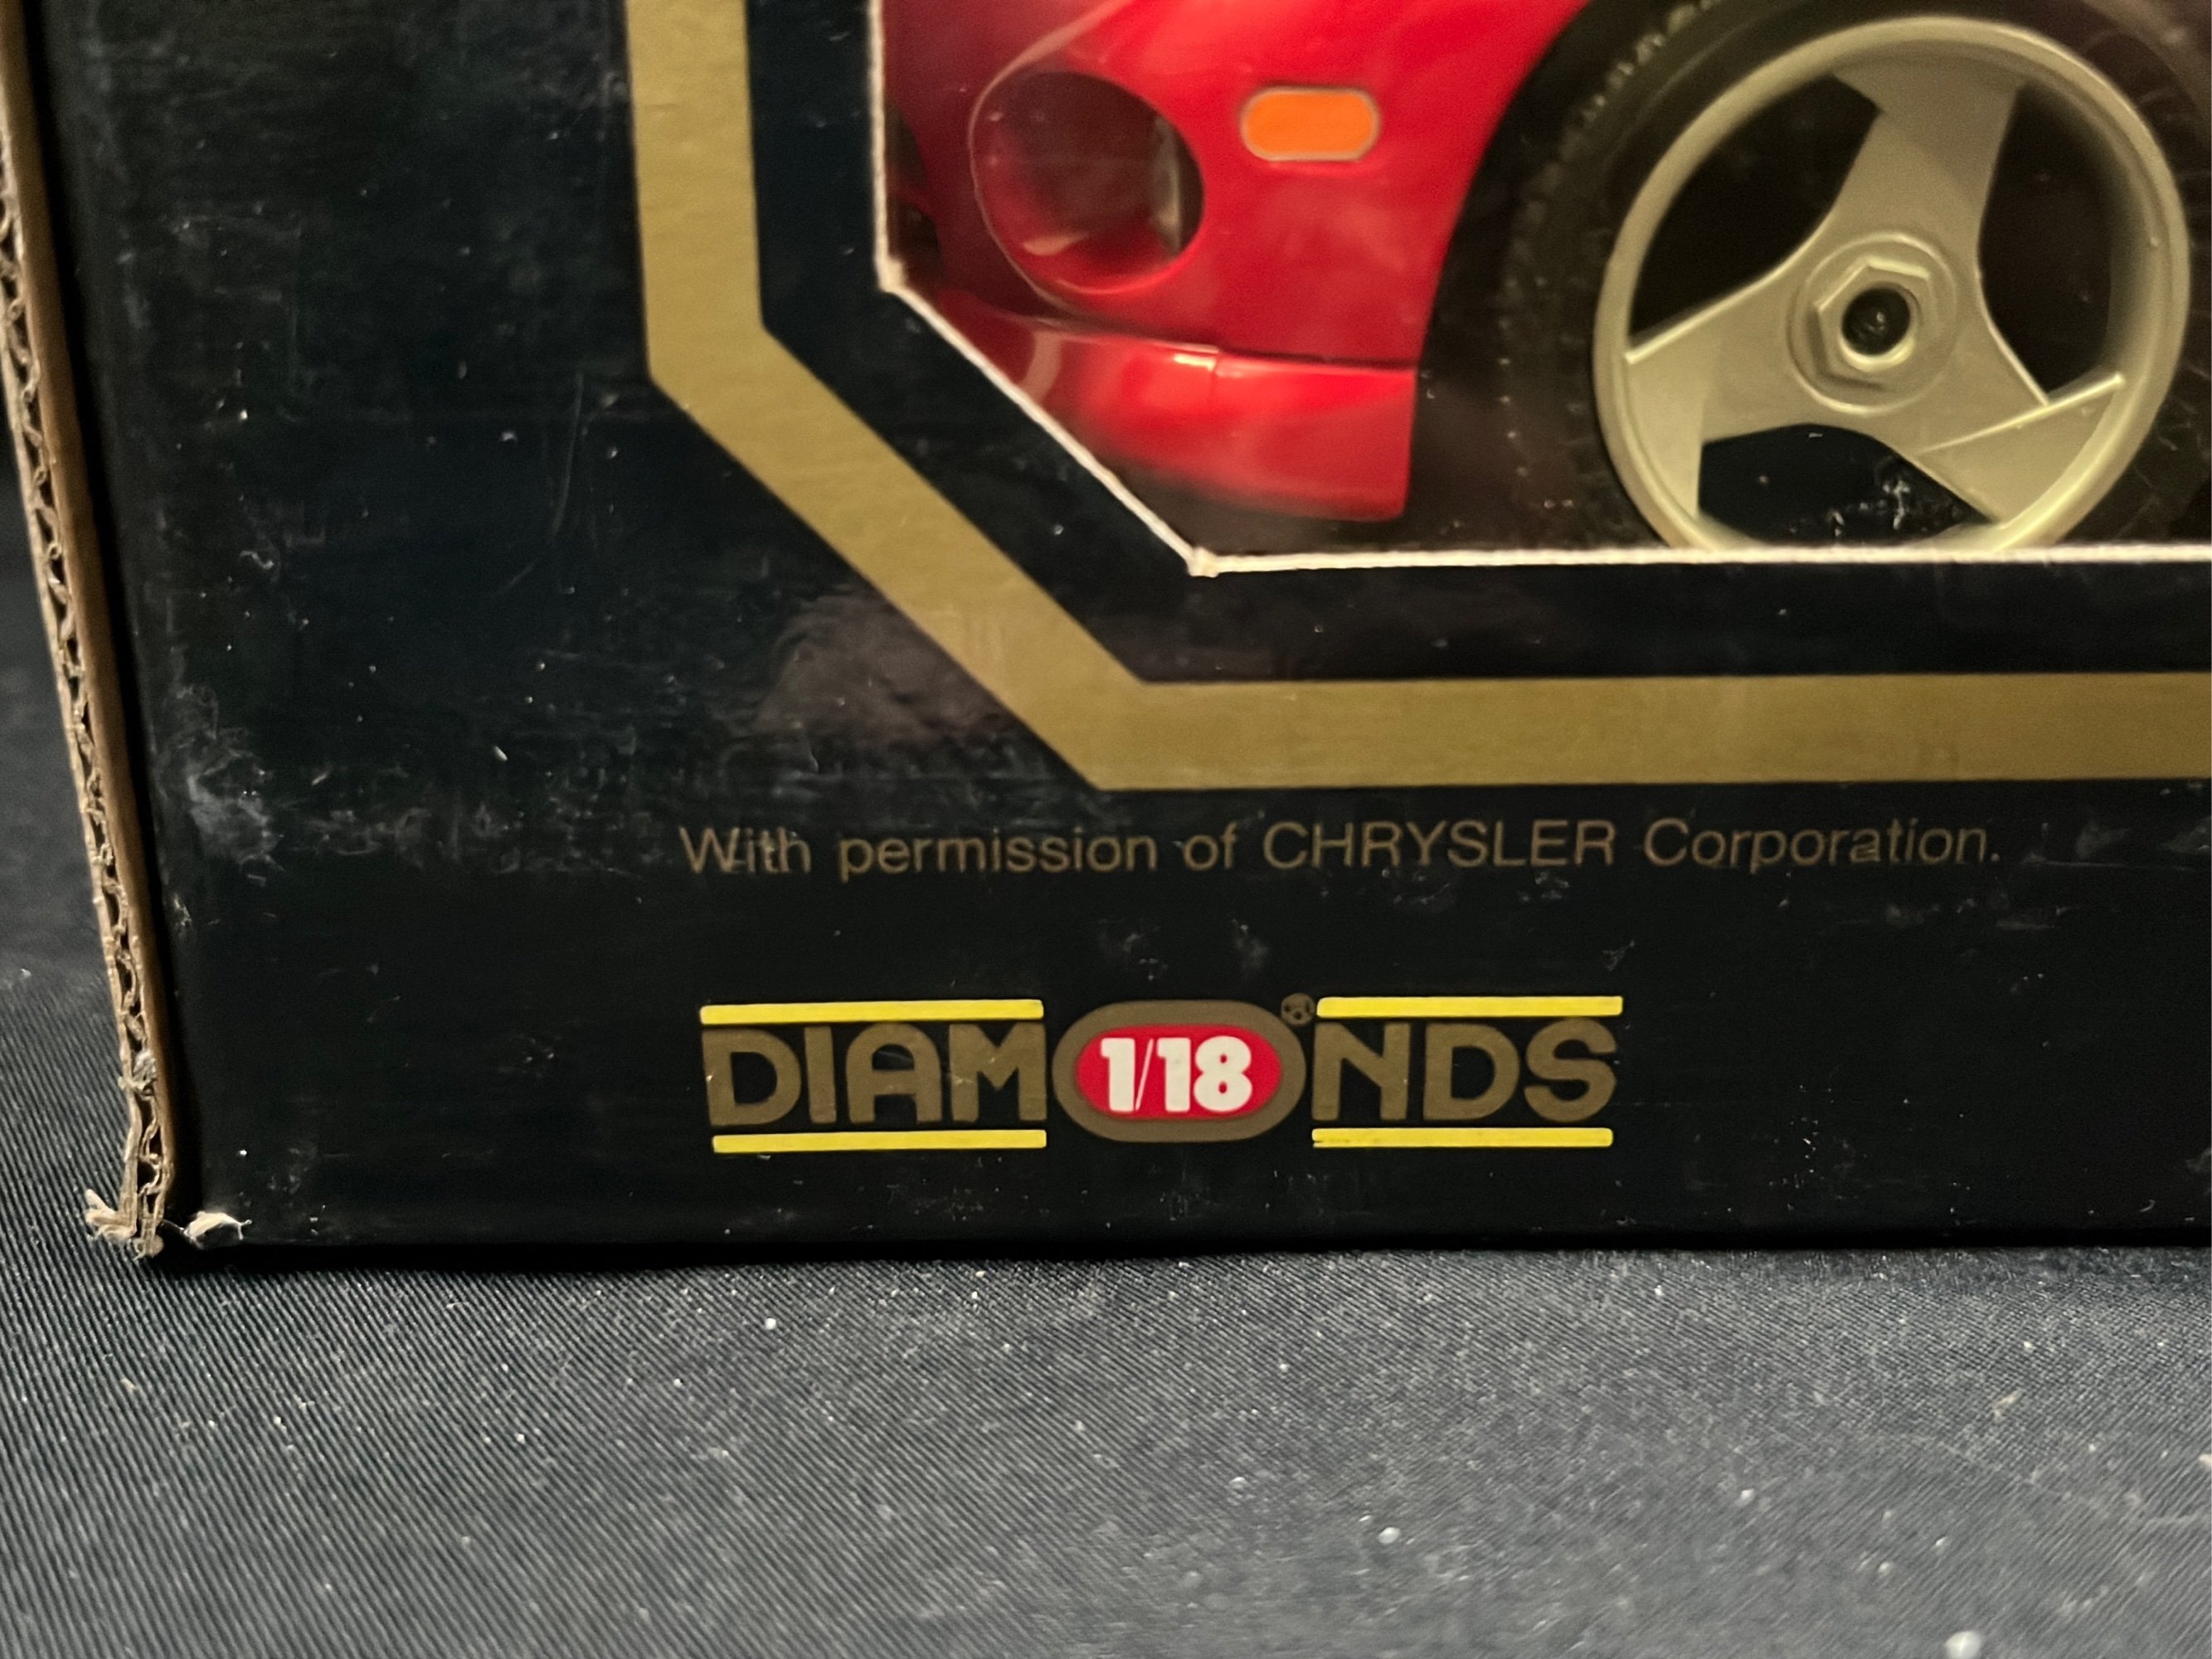 With permission of CHRYSLER Corporation.
DIAM 1/18 NDS